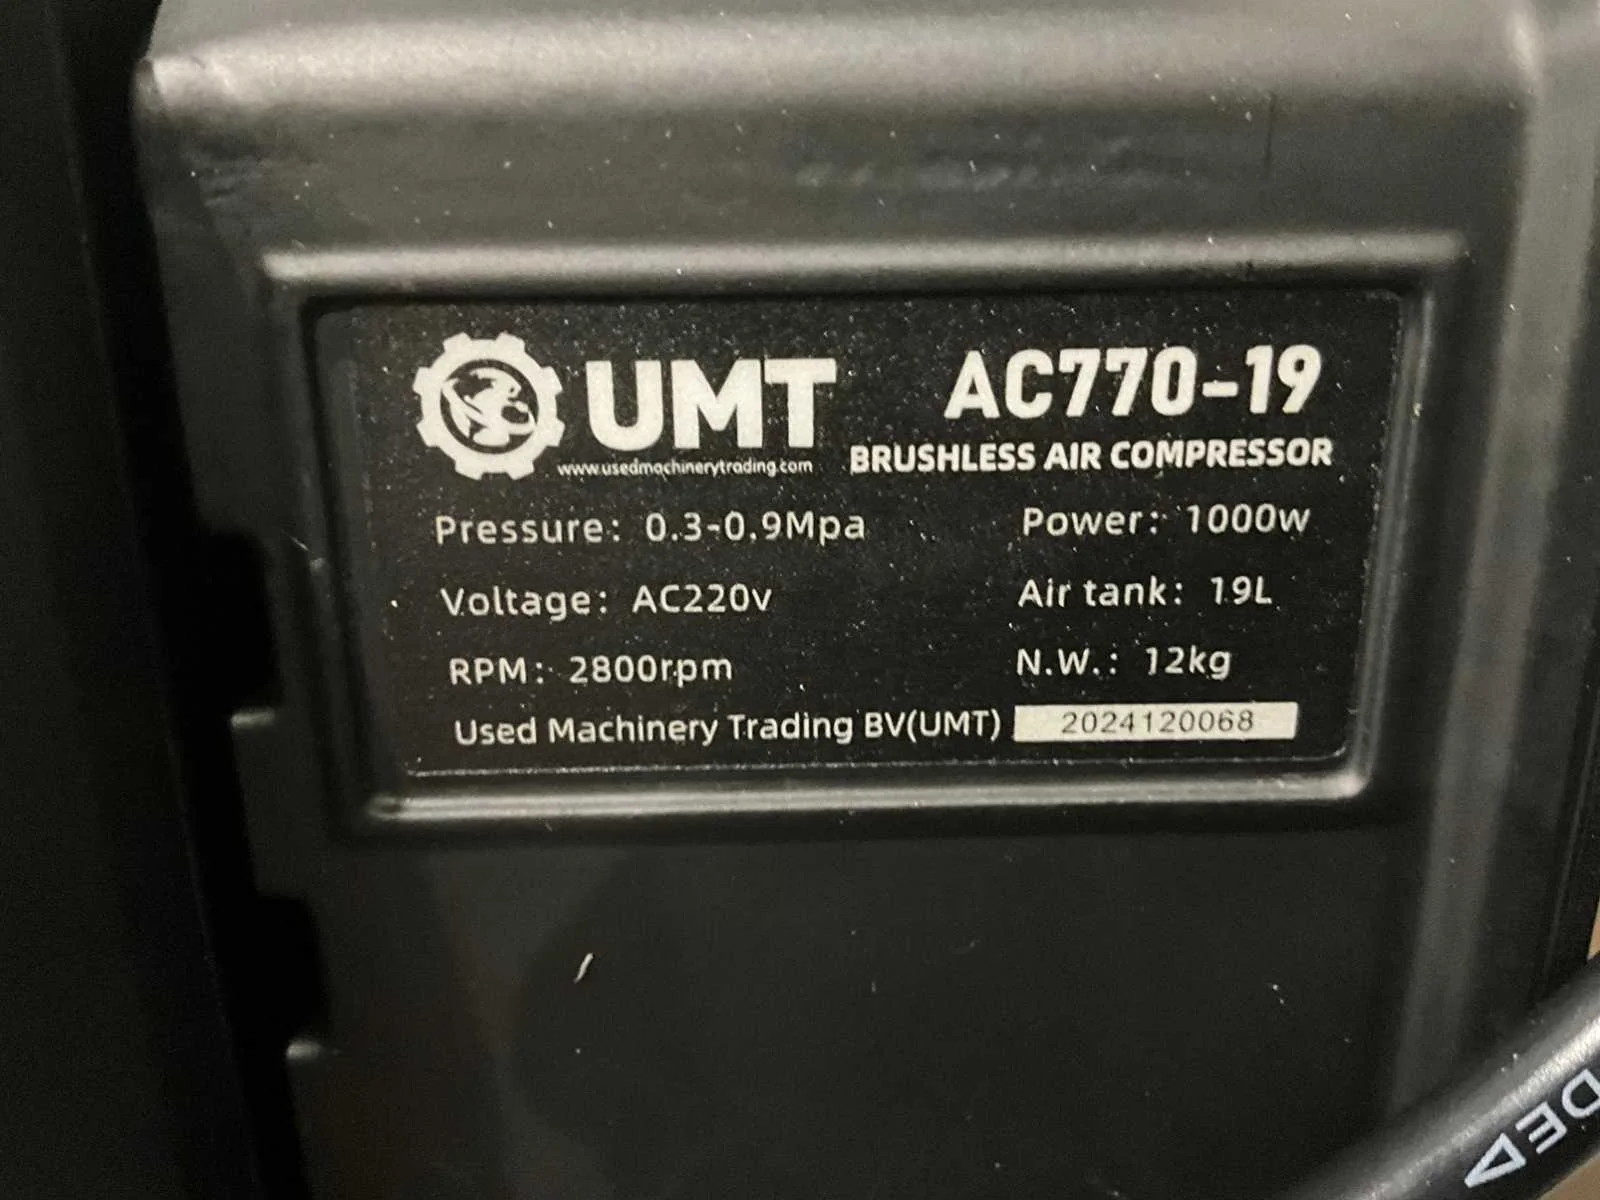 UMT
AC770-19
www.usedmachinerytrading.com
BRUSHLESS AIR COMPRESSOR
Pressure: 0.3-0.9Mpa
Power: 1000w
Voltage: AC220v
Air tank: 19L
RPM: 2800rpm
N.W.: 12kg
Used Machinery Trading BV(UMT) 2024120068
DED